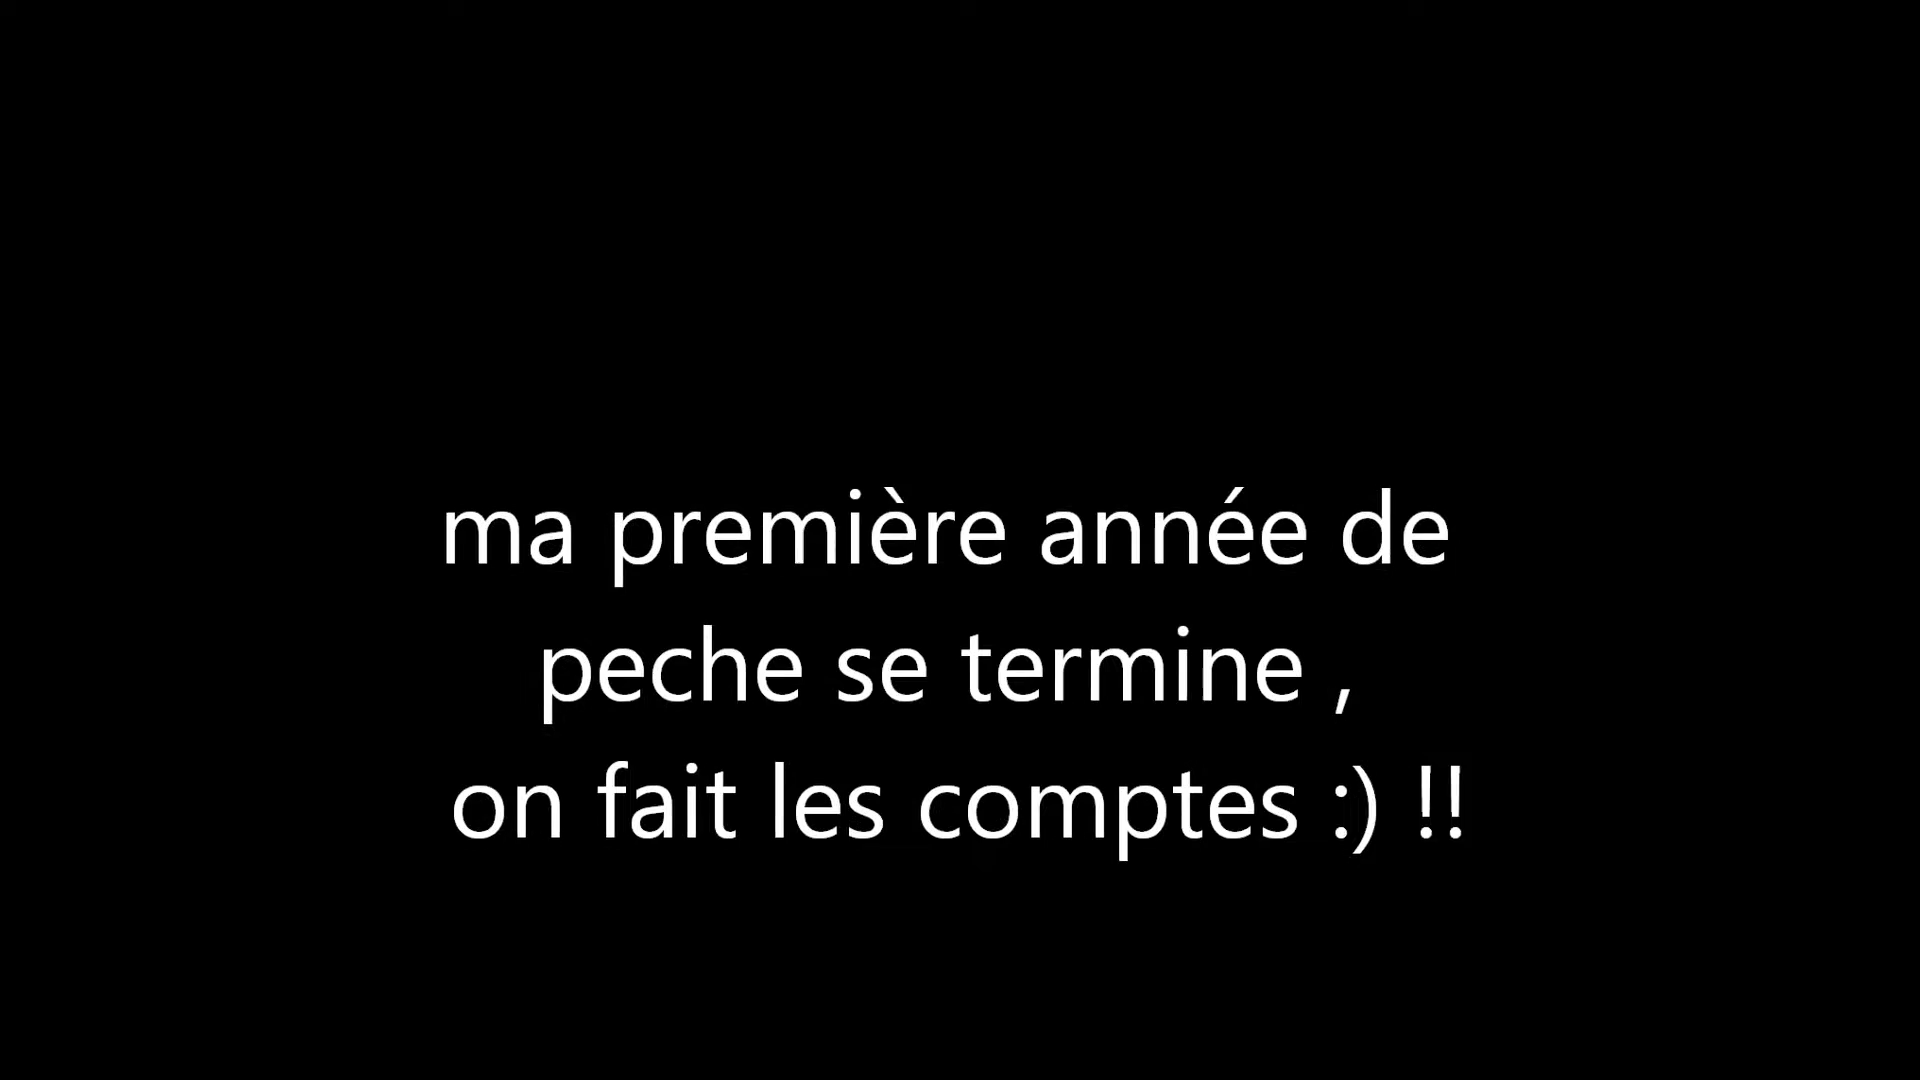 ma première année de
peche se termine ,
on fait les comptes :) !!